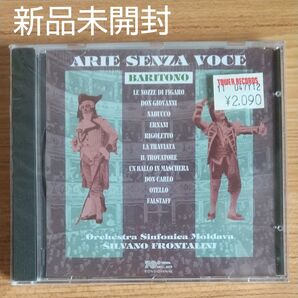 新品未開封
ARIE SENZA VOCE
BARITONO
TOWER RECORDS
¥2,090
LE NOZZE DI FIGARO
DON GIOVANNI
NABUCCO
ERNANI
RIGOLETTO
LA TRAVIATA
IL TROVATORE
UN BALLO IN MASCHERA
DON CARLO
OTELLO
FALSTAFF
Orchestra Sinfonica Moldava
SILVANO FRONTALINI
BONGIOVANNI